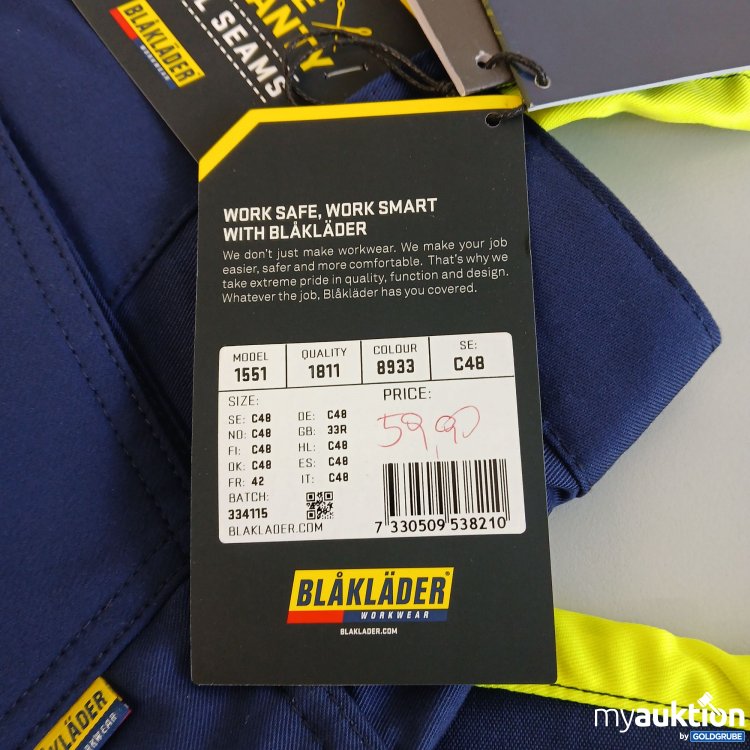 BLÅKLÄDER
WORKWEAR
SEAMS
WORK SAFE, WORK SMART
WITH BLÅKLÄDER
We don't just make workwear. We make your job
easier, safer and more comfortable. That's why we
take extreme pride in quality, function and design.
Whatever the job, Blåkläder has you covered.
MODEL QUALITY COLOUR SE:
1551 1811 8933 C48
SIZE: PRICE:
SE: C48 DE: C48
NO: C48 GB: 33R
FI: C48 HL: C48
DK: C48 ES: C48
FR: 42 IT: C48
59,90
BATCH:
334115
BLAKLADER.COM
7 330509 538210
BLÅKLÄDER®
WORKWEAR
BLAKLADER.COM
BLÅKLÄDER
myauktion
by GOLDGRUBE